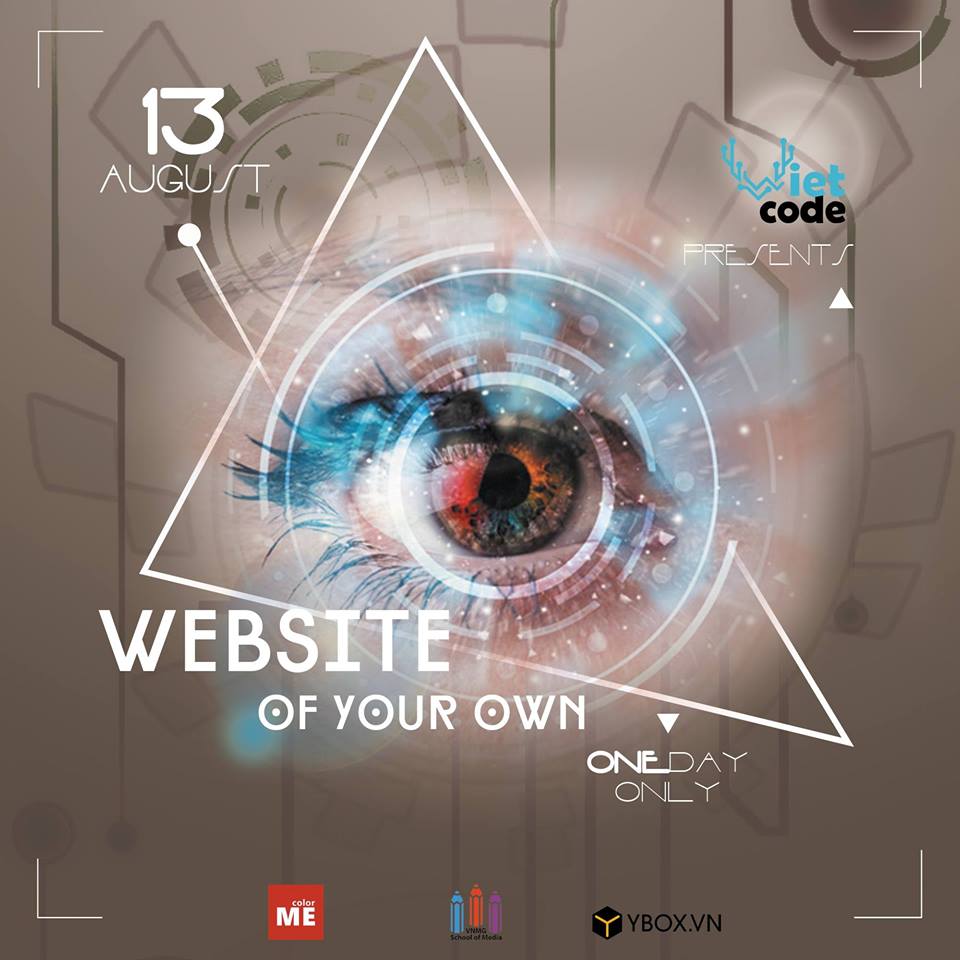 13
AUGUST
Viet
code
PRESENTS
WEBSITE
OF YOUR OWN
ONEDAY
ONLY
color
ME
VNMG
School of Media
YBOX.VN